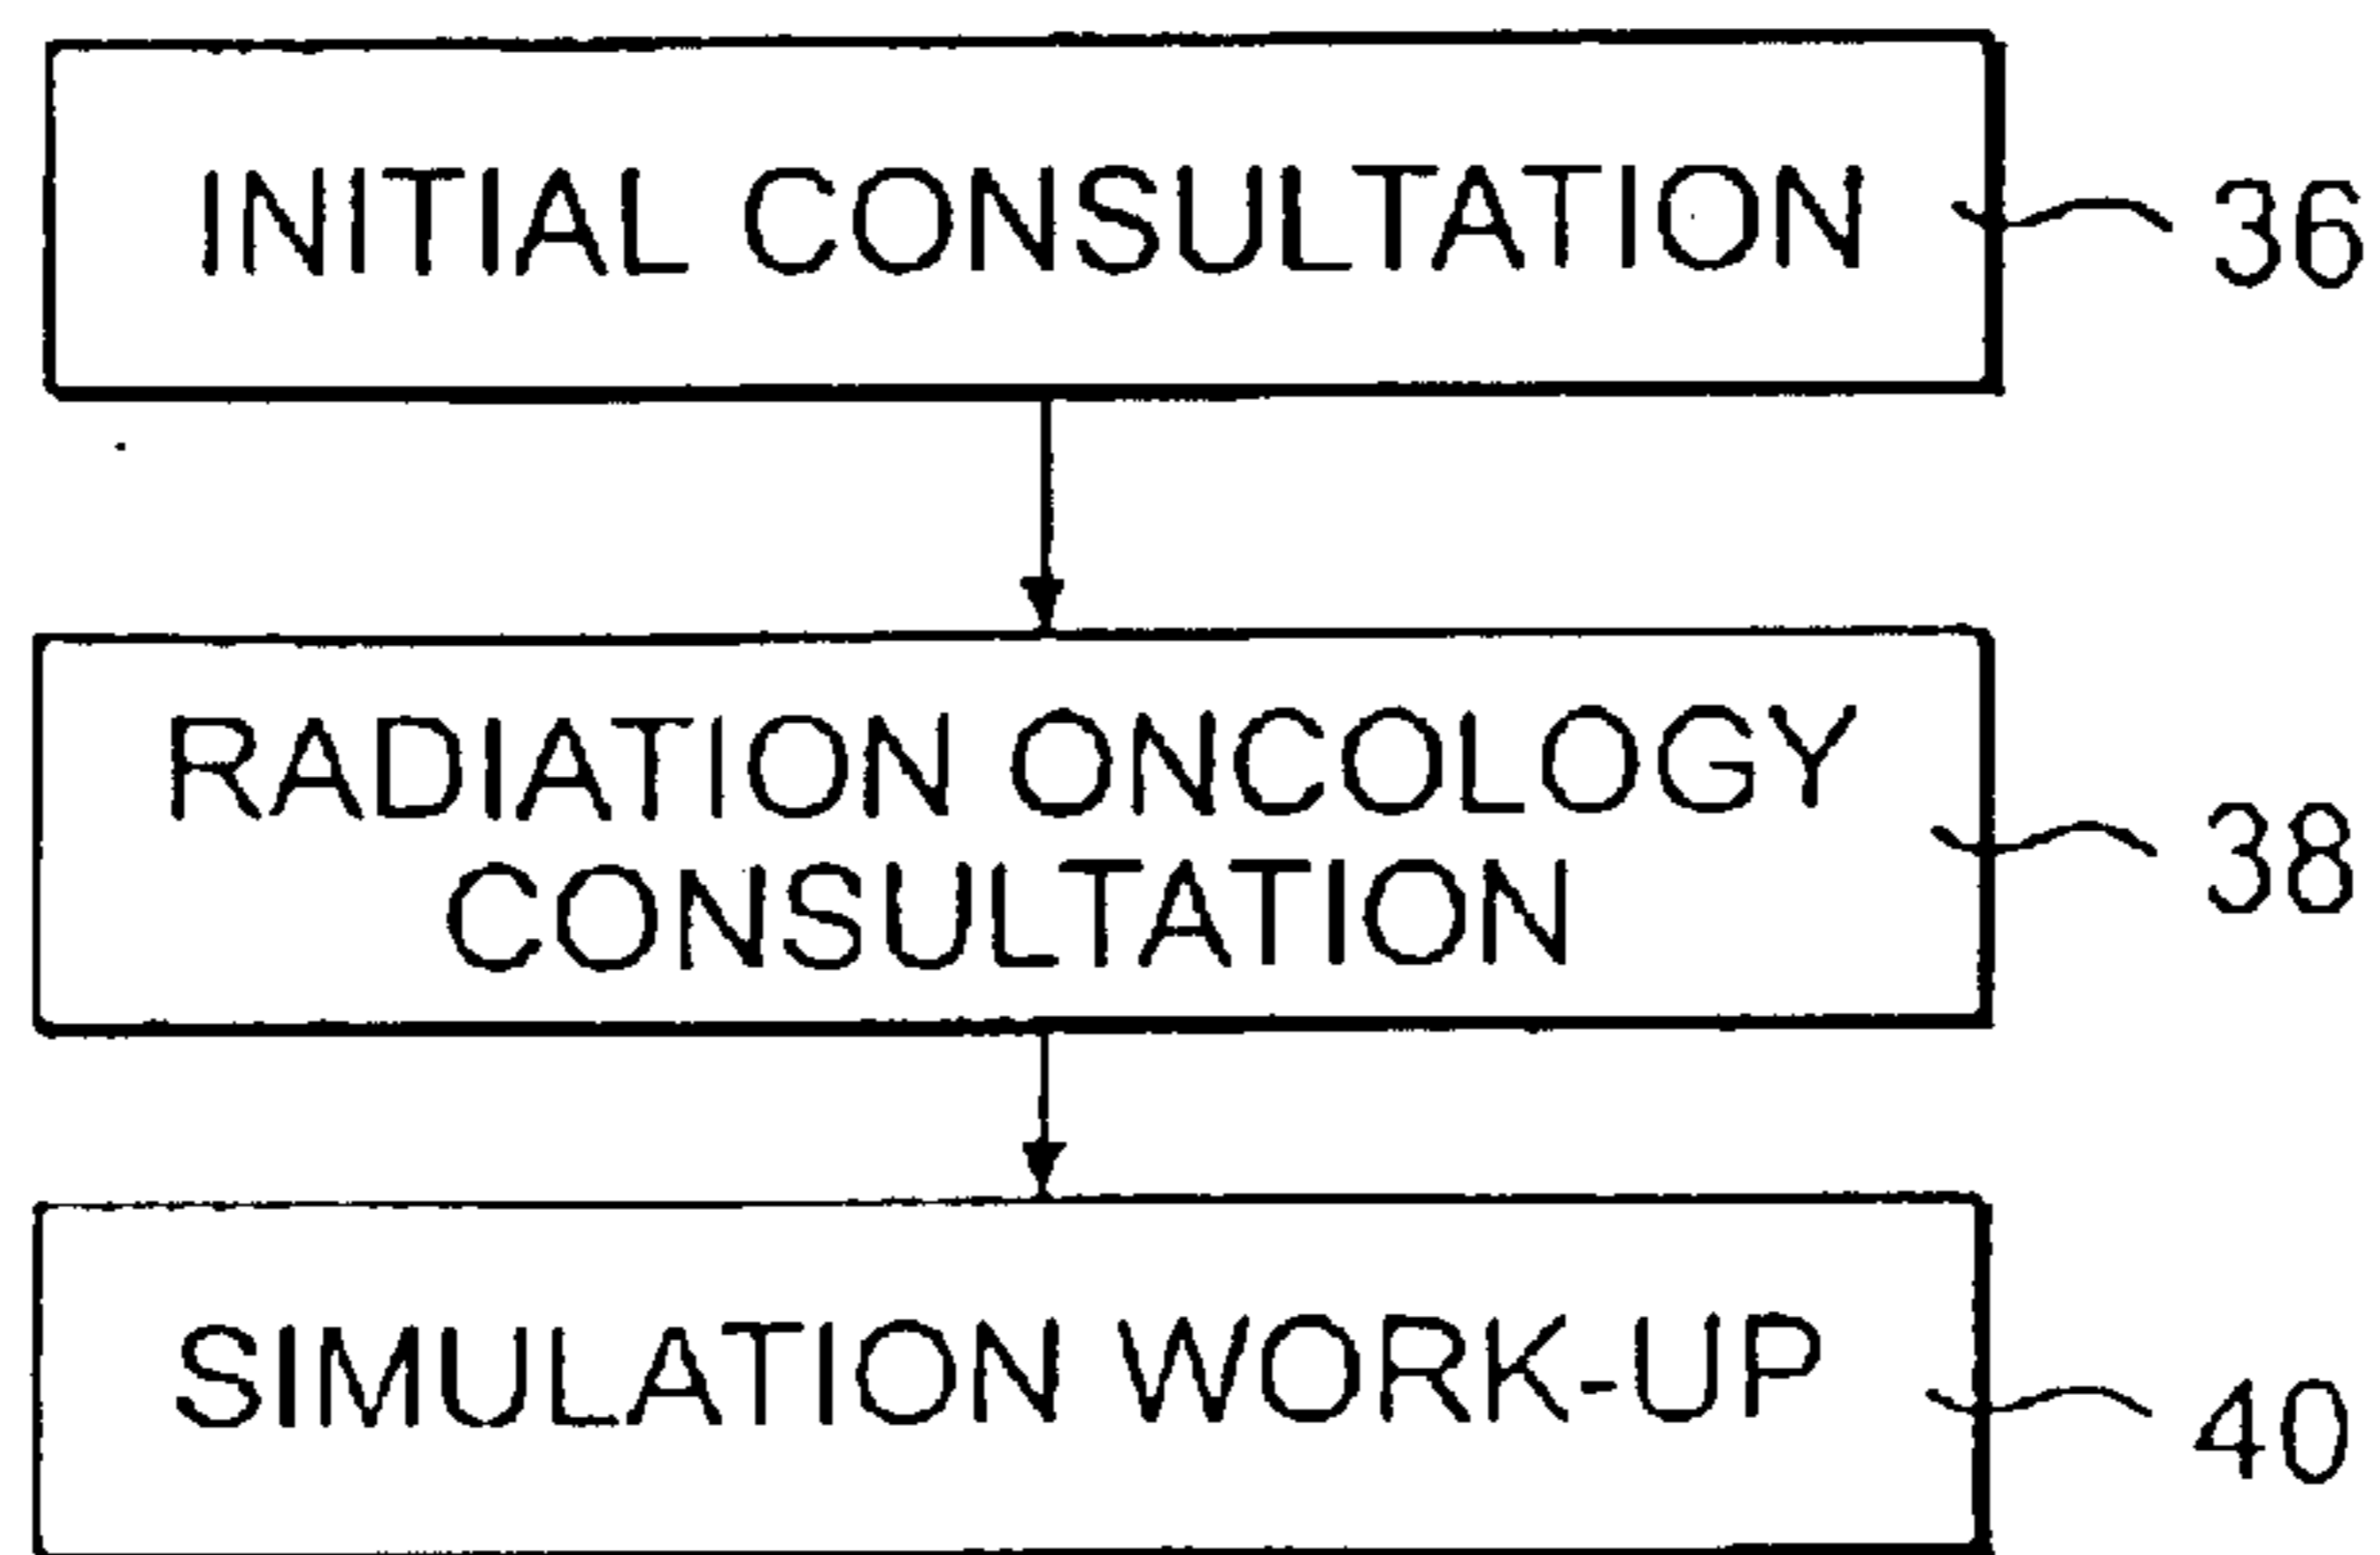 INITIAL CONSULTATION
36
RADIATION ONCOLOGY
CONSULTATION
38
SIMULATION WORK-UP
40